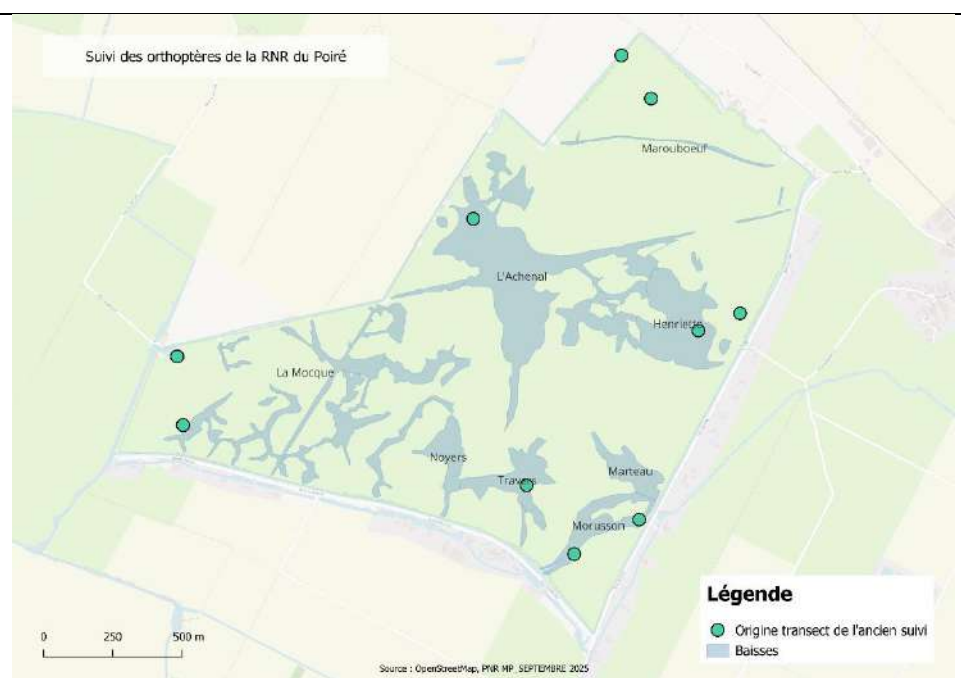 Suivi des orthoptères de la RNR du Poiré
Marouboeuf
L'Achenal
Henriette
La Mocque
Noyers
Travers
Marteau
Morusson
Légende
Origine transect de l'ancien suivi
Baisses
0 250 500 m
Source : OpenStreetMap, PNR MP_SEPTEMBRE 2025